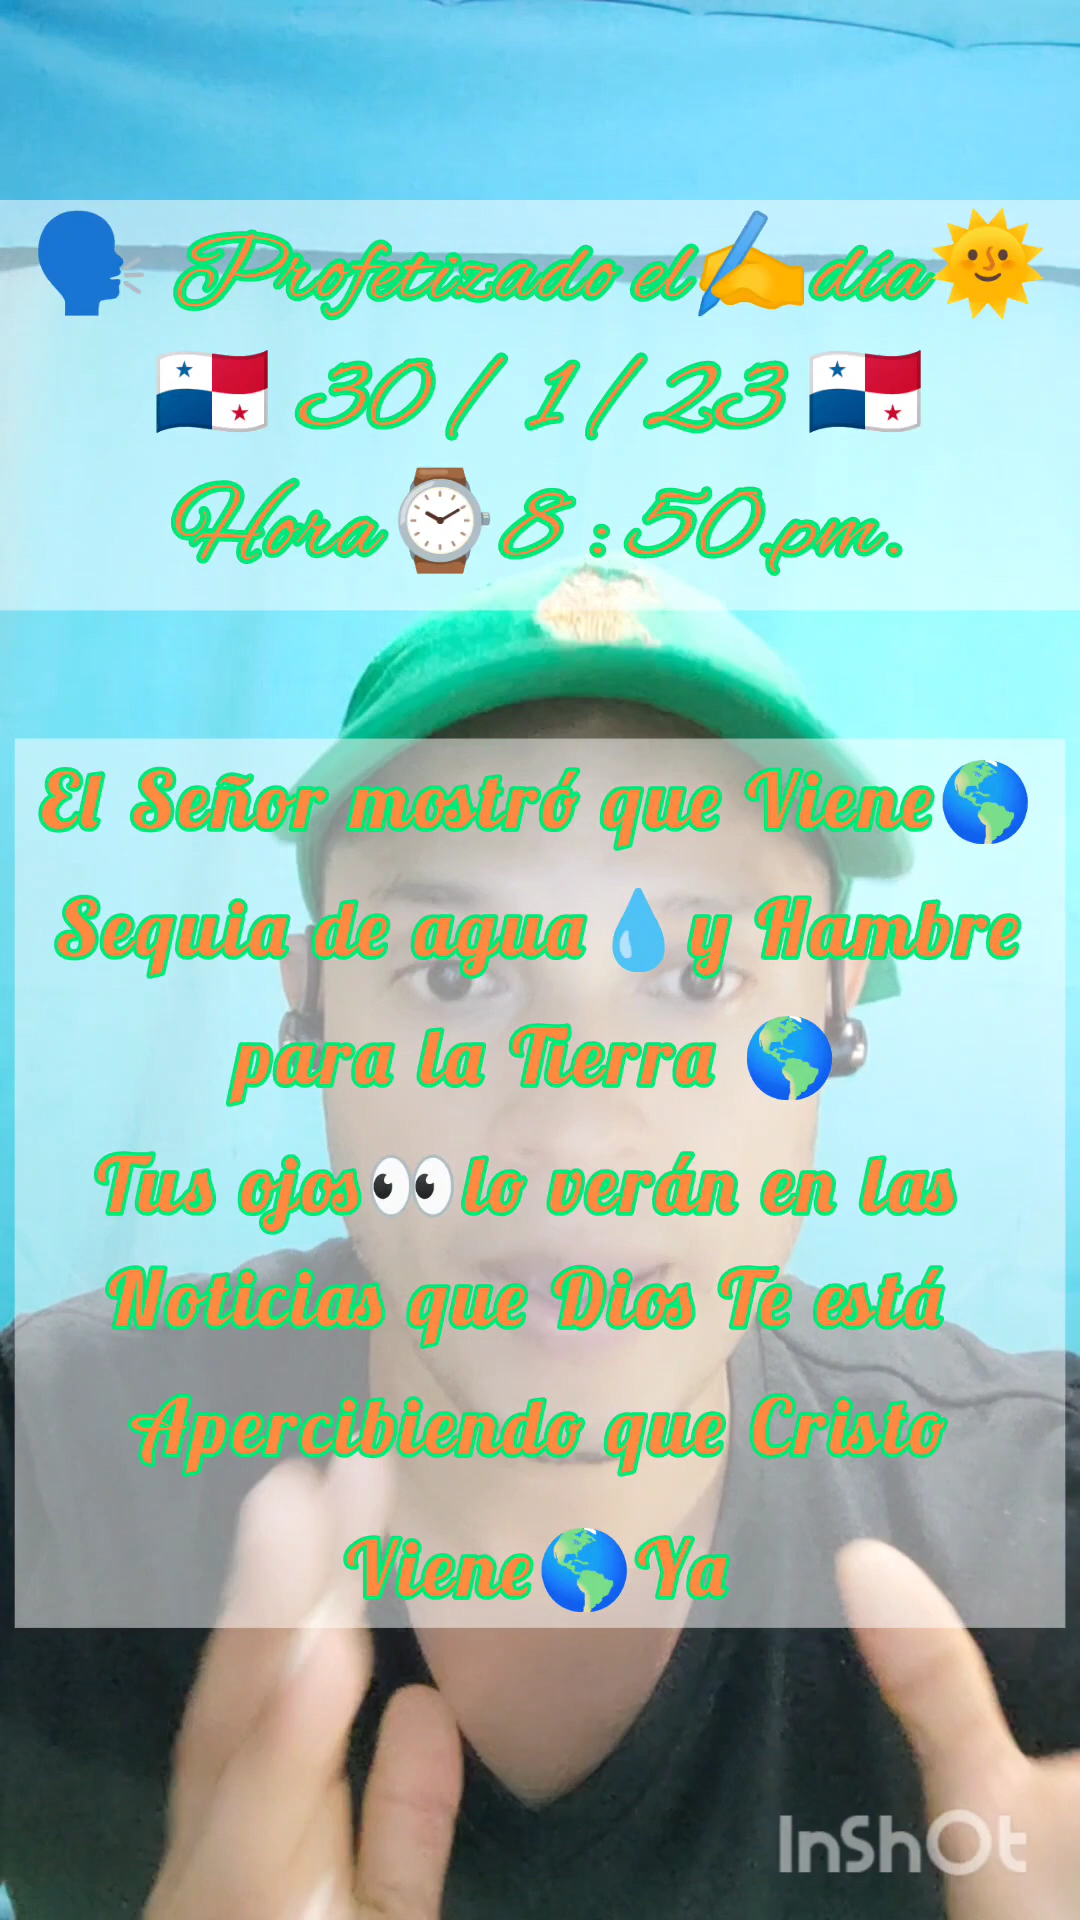 🗣 Profetizado el✍día🌞
🇵🇦 30 / 1 / 23 🇵🇦
Hora⌚8 : 50.pm.
El Señor mostró que Viene🌎
Sequia de agua💧y Hambre
para la Tierra 🌎
Tus ojos👀lo verán en las
Noticias que Dios Te está
Apercibiendo que Cristo
Viene🌎Ya
InShOt